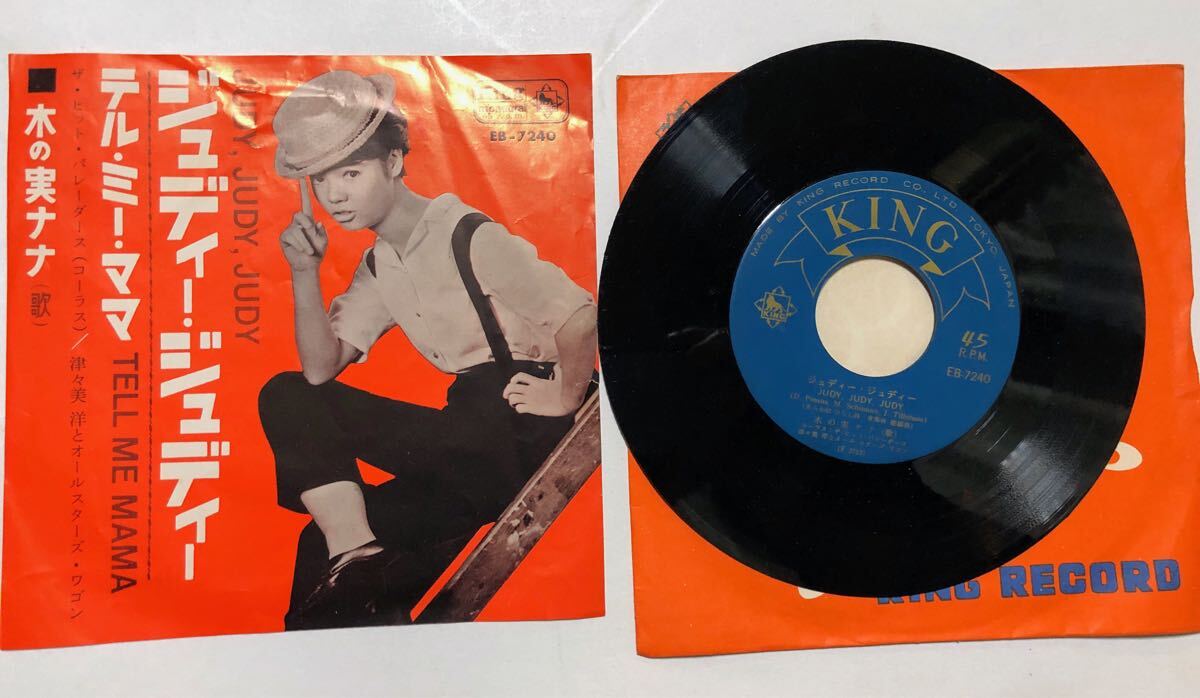 ジュディー・ジュディー
JUDY, JUDY, JUDY
テル・ミー・ママ
TELL ME MAMA
ザ・ヒット・パレーダース（コーラス）／津々美 洋とオールスターズ・ワゴン
■木の実ナナ（歌）
EB-7240
MADE BY KING RECORD CO., LTD. TOKYO, JAPAN
KING
KING
45
R.P.M.
EB-7240
ジュディー・ジュディー
JUDY, JUDY, JUDY
木の実ナナ（歌）
KING RECORD